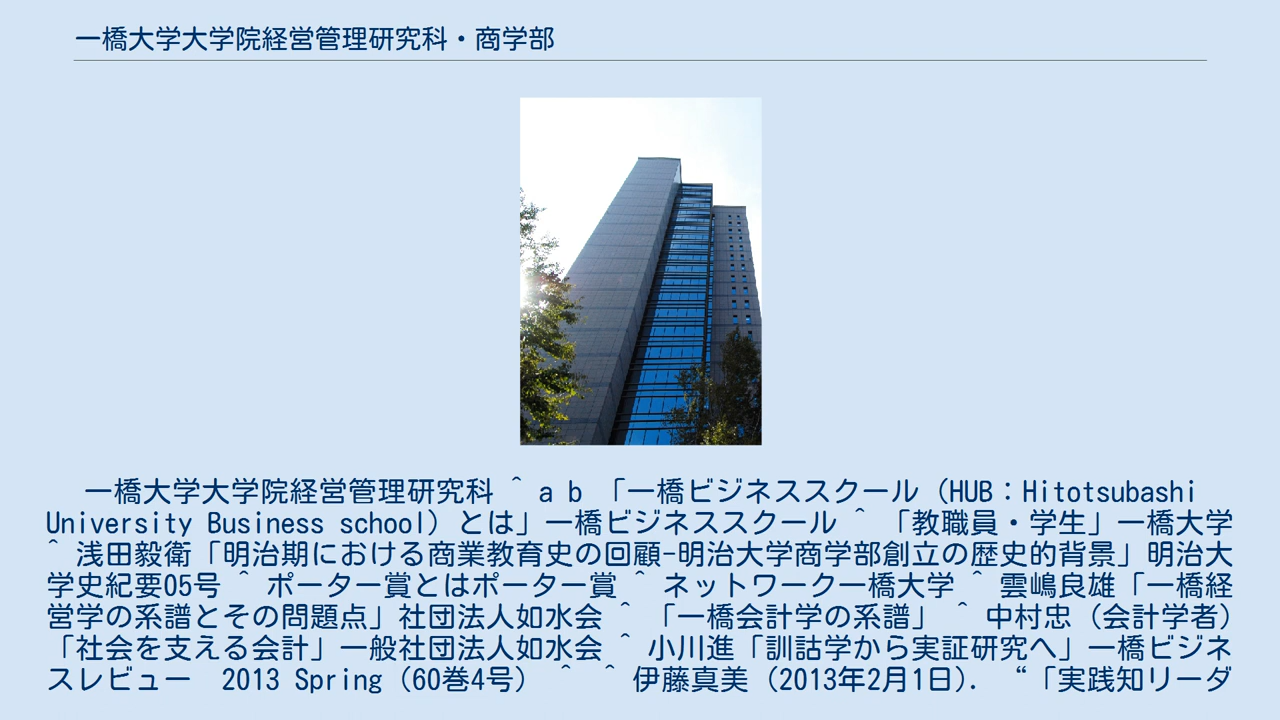 一橋大学大学院経営管理研究科・商学部
一橋大学大学院経営管理研究科 ^ a b 「一橋ビジネススクール（HUB：Hitotsubashi
University Business school）とは」一橋ビジネススクール ^ 「教職員・学生」一橋大学
^ 浅田毅衛「明治期における商業教育史の回顧−明治大学商学部創立の歴史的背景」明治大
学史紀要05号 ^ ポーター賞とはポーター賞 ^ ネットワーク一橋大学 ^ 雲嶋良雄「一橋経
営学の系譜とその問題点」社団法人如水会 ^ 「一橋会計学の系譜」 ^ 中村忠（会計学者）
「社会を支える会計」一般社団法人如水会 ^ 小川進「訓詁学から実証研究へ」一橋ビジネ
スレビュー　2013 Spring（60巻4号） ^ ^ 伊藤真美（2013年2月1日）. “「実践知リーダ